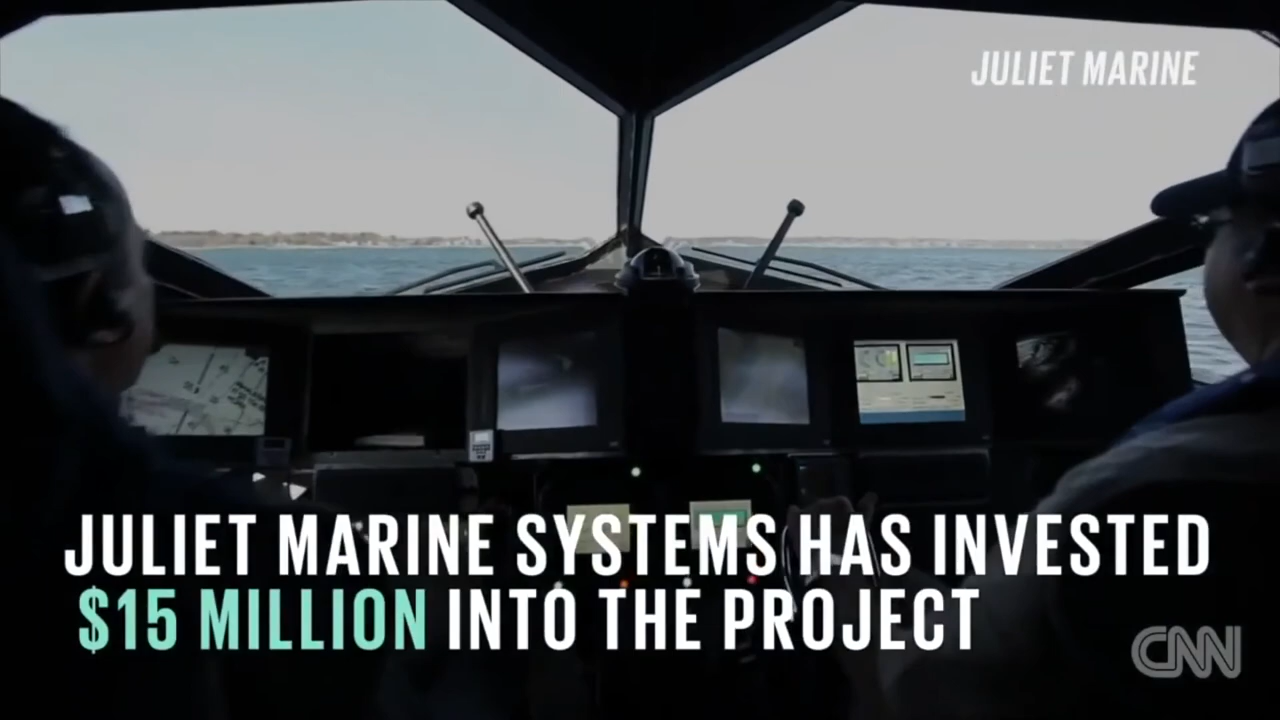 JULIET MARINE
JULIET MARINE SYSTEMS HAS INVESTED
$15 MILLION INTO THE PROJECT
CNN